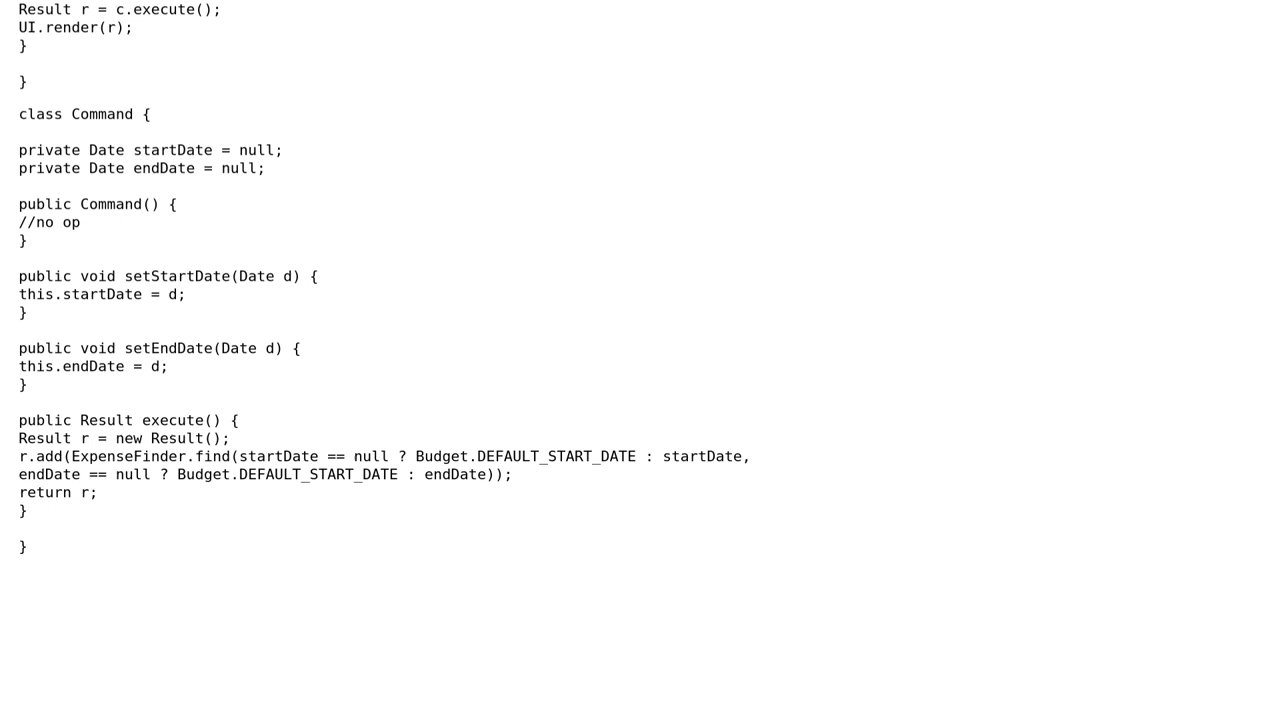 Result r = c.execute();
UI.render(r);
}
}
class Command {
private Date startDate = null;
private Date endDate = null;
public Command() {
//no op
}
public void setStartDate(Date d) {
this.startDate = d;
}
public void setEndDate(Date d) {
this.endDate = d;
}
public Result execute() {
Result r = new Result();
r.add(ExpenseFinder.find(startDate == null ? Budget.DEFAULT_START_DATE : startDate,
endDate == null ? Budget.DEFAULT_START_DATE : endDate));
return r;
}
}